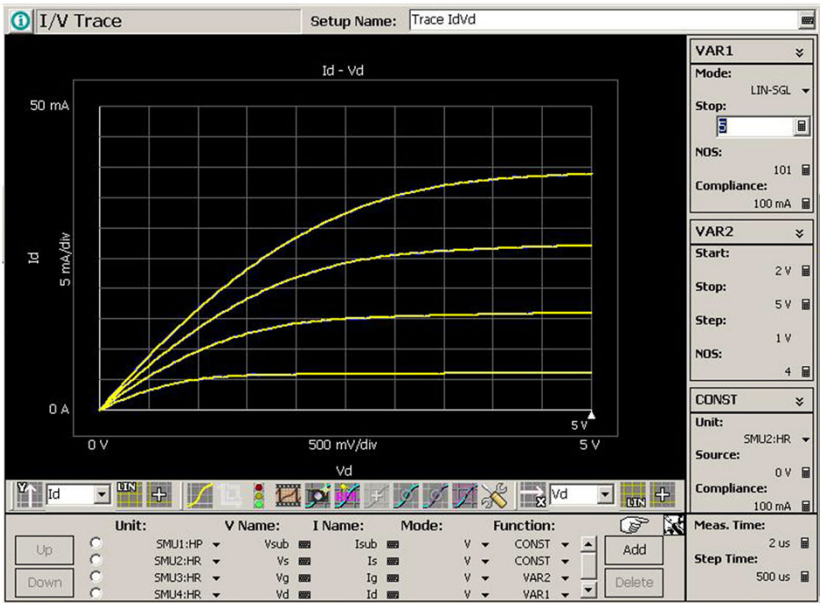 I/V Trace
Setup Name: Trace IdVd
Id - Vd
50 mA
Id
5 mA/div
0 A
5 V
0 V 500 mV/div 5 V
Vd
VAR1
Mode:
LIN-SGL
Stop:
5
NOS:
101
Compliance:
100 mA
VAR2
Start:
2 V
Stop:
5 V
Step:
1 V
NOS:
4
CONST
Unit:
SMU2:HR
Source:
0 V
Compliance:
100 mA
Meas. Time:
2 us
Step Time:
500 us
Y Id LIN X Vd LIN
Unit: V Name: I Name: Mode: Function:
Up SMU1:HP Vsub Isub V CONST Add
SMU2:HR Vs Is V CONST
Down SMU3:HR Vg Ig V VAR2 Delete
SMU4:HR Vd Id V VAR1